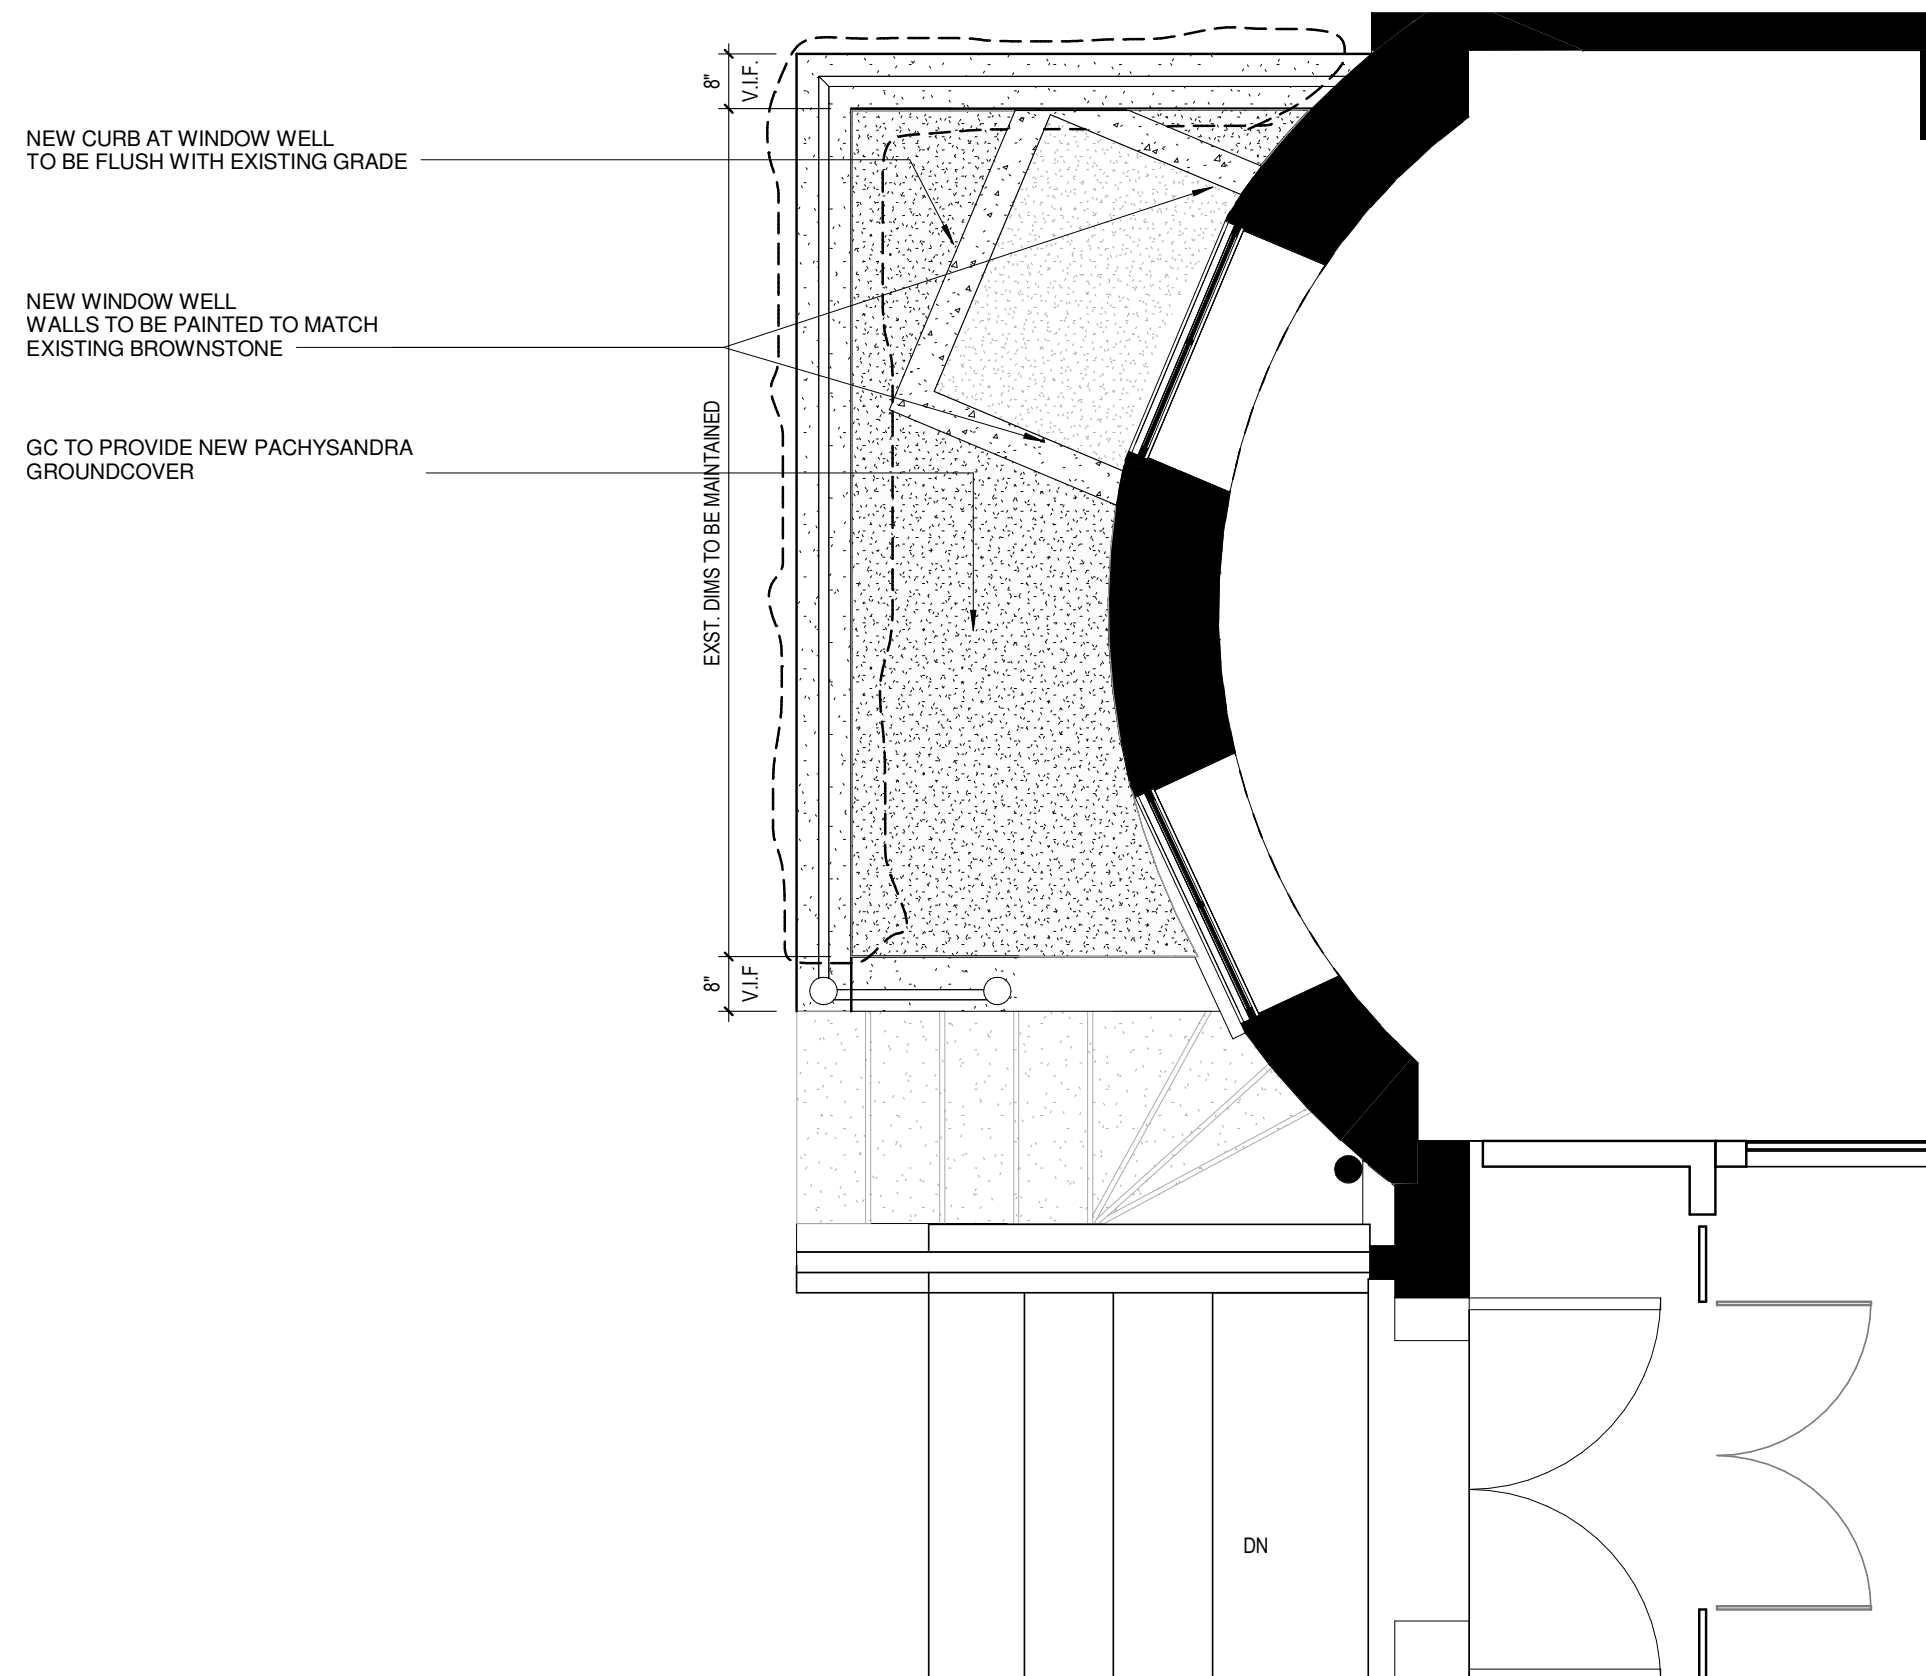 8"
V.I.F.
NEW CURB AT WINDOW WELL
TO BE FLUSH WITH EXISTING GRADE
NEW WINDOW WELL
WALLS TO BE PAINTED TO MATCH
EXISTING BROWNSTONE
GC TO PROVIDE NEW PACHYSANDRA
GROUNDCOVER
EXST. DIMS TO BE MAINTAINED
8"
V.I.F
DN